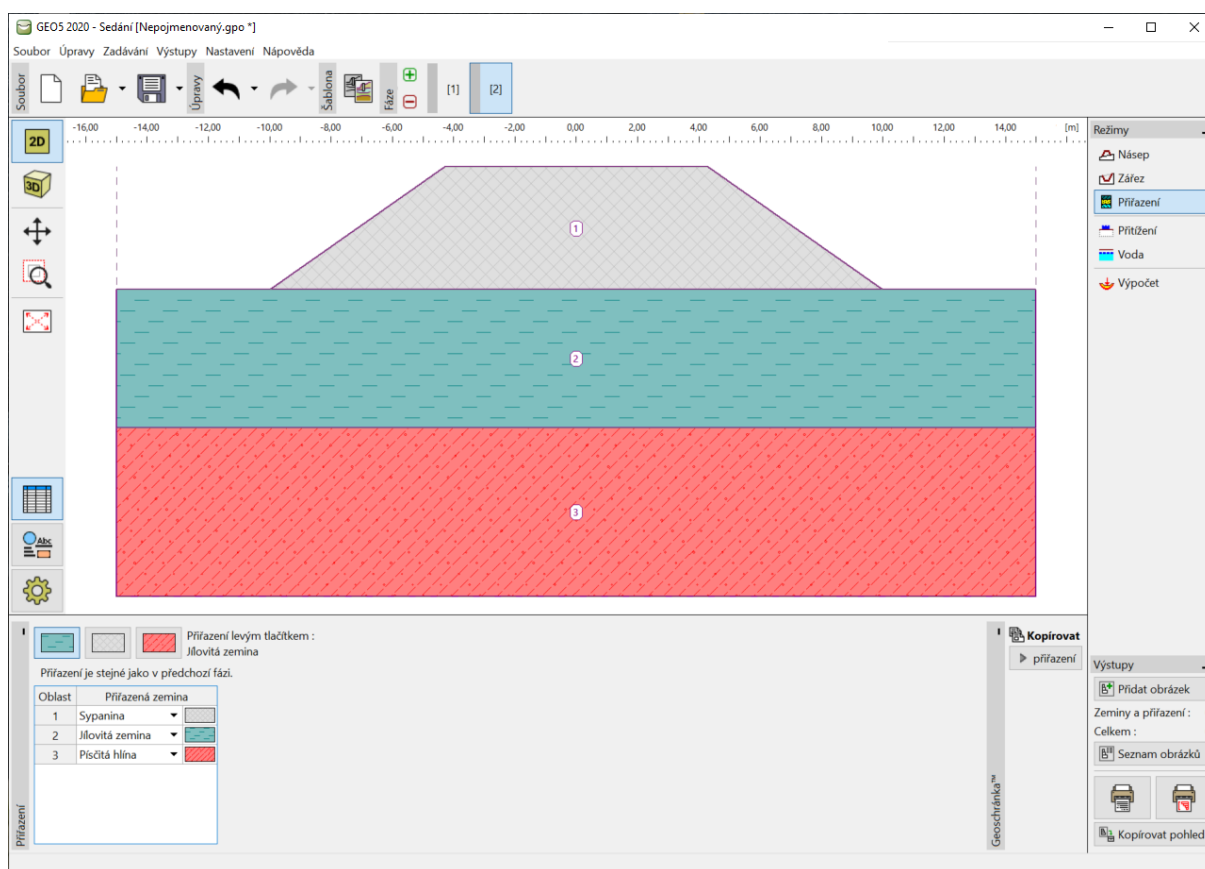 GEO5 2020 - Sedání [Nepojmenovaný.gpo *]
Soubor Úpravy Zadávání Výstupy Nastavení Nápověda
Soubor
Úpravy
Šablona
Fáze
[1] [2]
-16,00 -14,00 -12,00 -10,00 -8,00 -6,00 -4,00 -2,00 0,00 2,00 4,00 6,00 8,00 10,00 12,00 14,00 [m]
2D
3D
Abc
1
2
3
Režimy
Násep
Zářez
Přiřazení
Přitížení
Voda
Výpočet
Přiřazení
Přiřazení levým tlačítkem :
Jílovitá zemina
Přiřazení je stejné jako v předchozí fázi.
Oblast Přiřazená zemina
1 Sypanina
2 Jílovitá zemina
3 Písčitá hlína
Geoschránka™
Kopírovat
přiřazení
Výstupy
Přidat obrázek
Zeminy a přiřazení :
Celkem :
Seznam obrázků
Kopírovat pohled